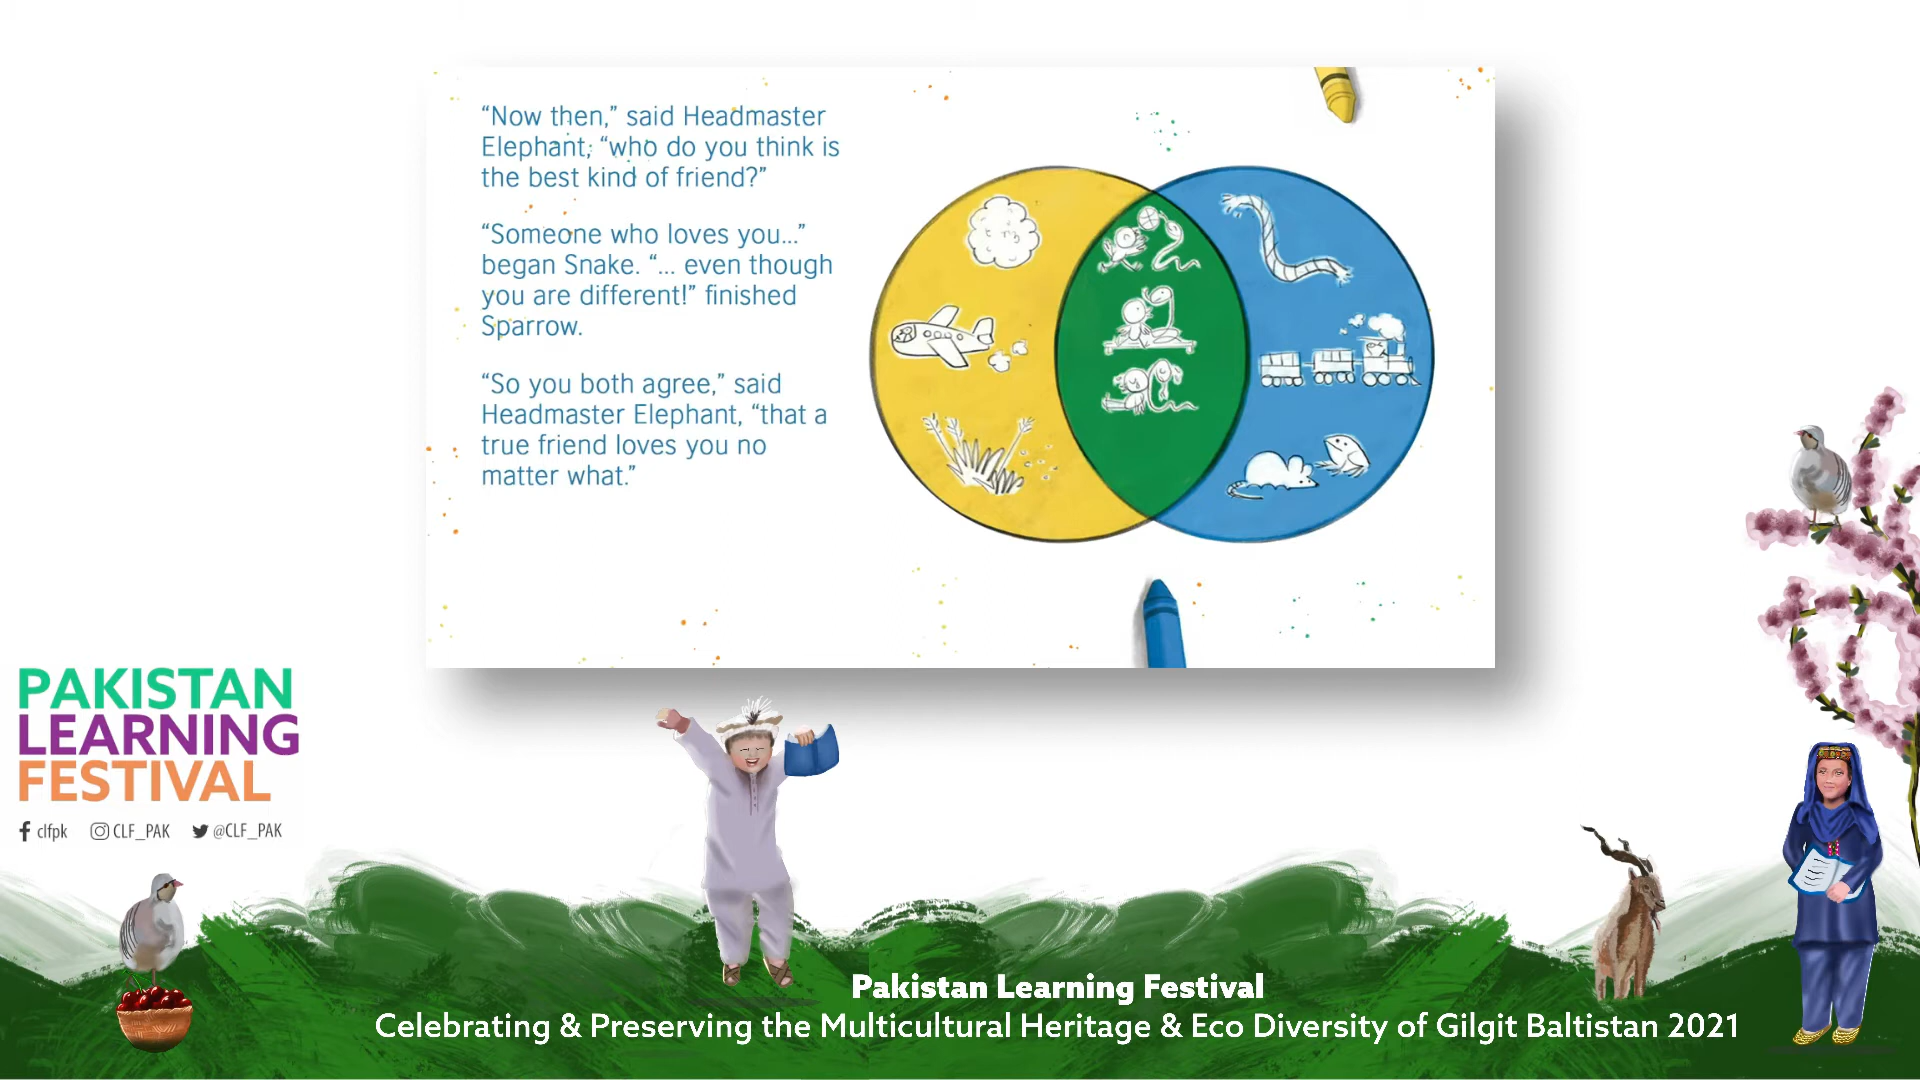 “Now then,” said Headmaster
Elephant, “who do you think is
the best kind of friend?”
“Someone who loves you...”
began Snake. “... even though
you are different!” finished
Sparrow.
“So you both agree,” said
Headmaster Elephant, “that a
true friend loves you no
matter what.”
PAKISTAN
LEARNING
FESTIVAL
clfpk CLF_PAK @CLF_PAK
Pakistan Learning Festival
Celebrating & Preserving the Multicultural Heritage & Eco Diversity of Gilgit Baltistan 2021